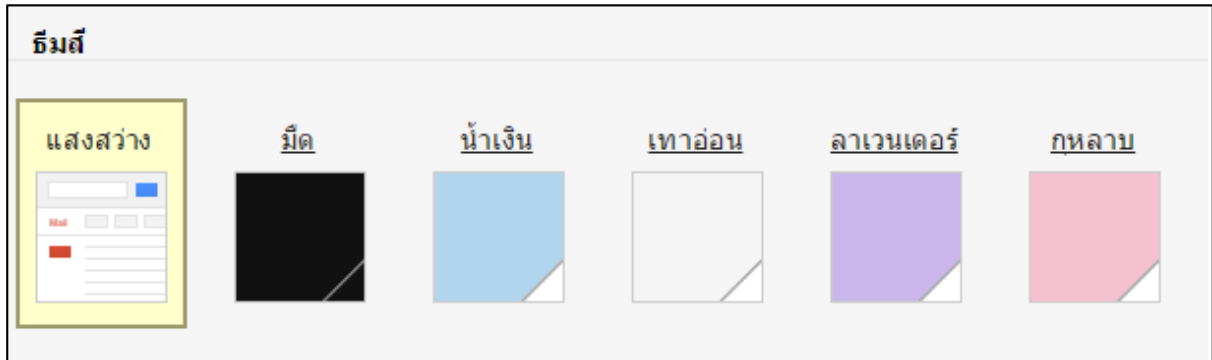 ธีมสี
แสงสว่าง มืด น้ำเงิน เทาอ่อน ลาเวนเดอร์ กุหลาบ
Mail